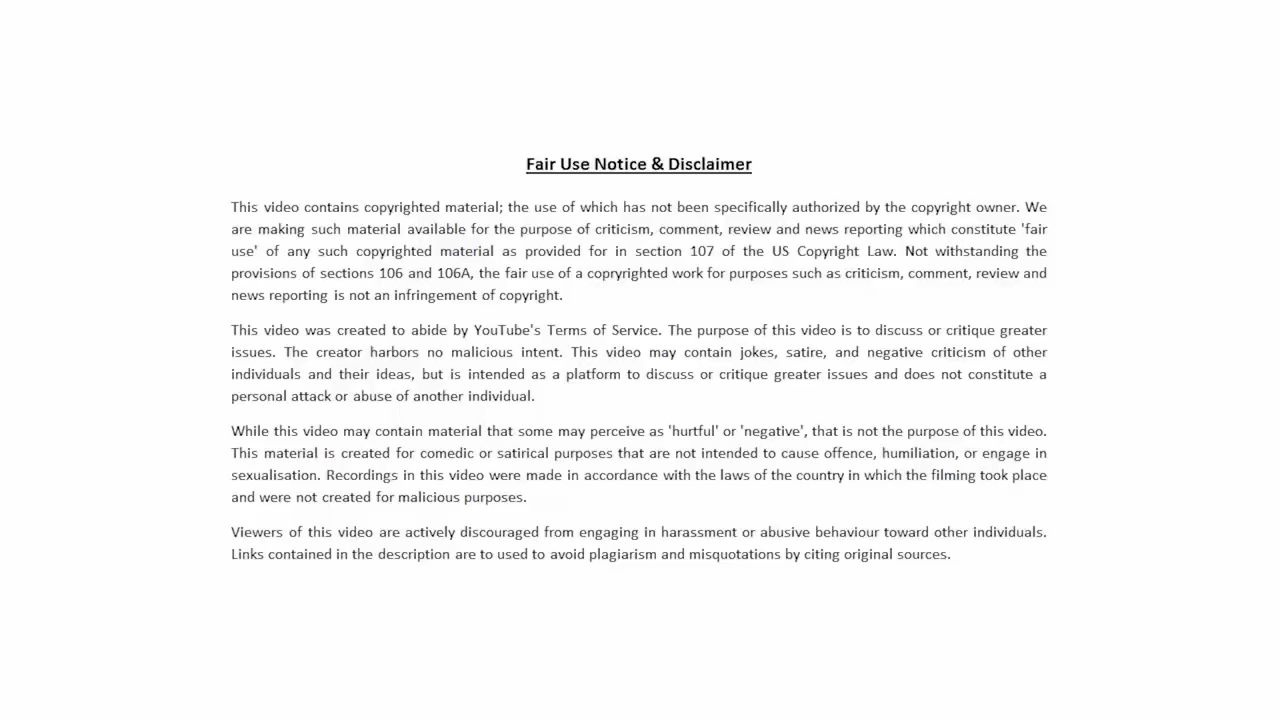 Fair Use Notice & Disclaimer
This video contains copyrighted material; the use of which has not been specifically authorized by the copyright owner. We
are making such material available for the purpose of criticism, comment, review and news reporting which constitute 'fair
use' of any such copyrighted material as provided for in section 107 of the US Copyright Law. Not withstanding the
provisions of sections 106 and 106A, the fair use of a copryrighted work for purposes such as criticism, comment, review and
news reporting is not an infringement of copyright.
This video was created to abide by YouTube's Terms of Service. The purpose of this video is to discuss or critique greater
issues. The creator harbors no malicious intent. This video may contain jokes, satire, and negative criticism of other
individuals and their ideas, but is intended as a platform to discuss or critique greater issues and does not constitute a
personal attack or abuse of another individual.
While this video may contain material that some may perceive as 'hurtful' or 'negative', that is not the purpose of this video.
This material is created for comedic or satirical purposes that are not intended to cause offence, humiliation, or engage in
sexualisation. Recordings in this video were made in accordance with the laws of the country in which the filming took place
and were not created for malicious purposes.
Viewers of this video are actively discouraged from engaging in harassment or abusive behaviour toward other individuals.
Links contained in the description are to used to avoid plagiarism and misquotations by citing original sources.